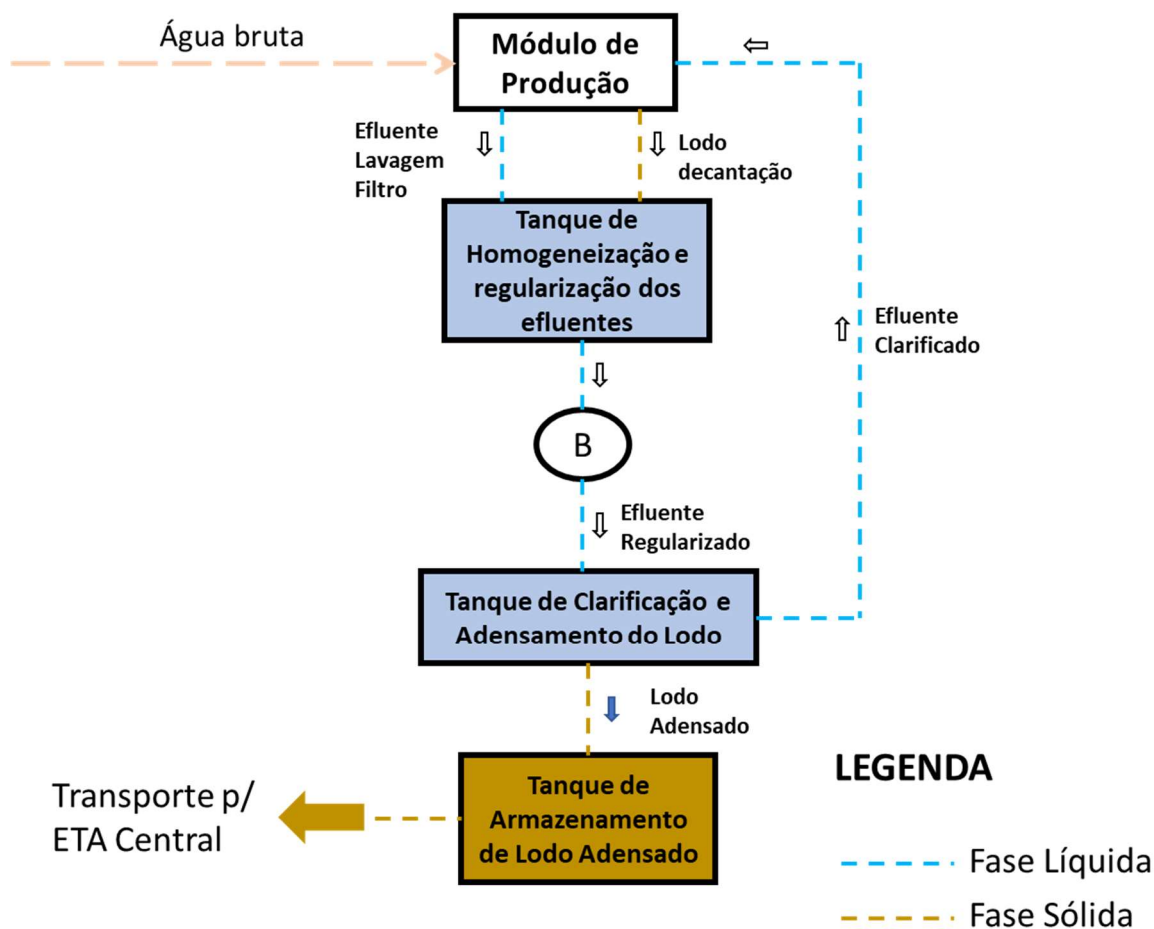 Água bruta
Módulo de
Produção
Efluente
Lavagem
Filtro
Lodo
decantação
Tanque de
Homogeneização e
regularização dos
efluentes
Efluente
Clarificado
B
Efluente
Regularizado
Tanque de Clarificação e
Adensamento do Lodo
Lodo
Adensado
Tanque de
Armazenamento
de Lodo Adensado
Transporte p/
ETA Central
LEGENDA
Fase Líquida
Fase Sólida